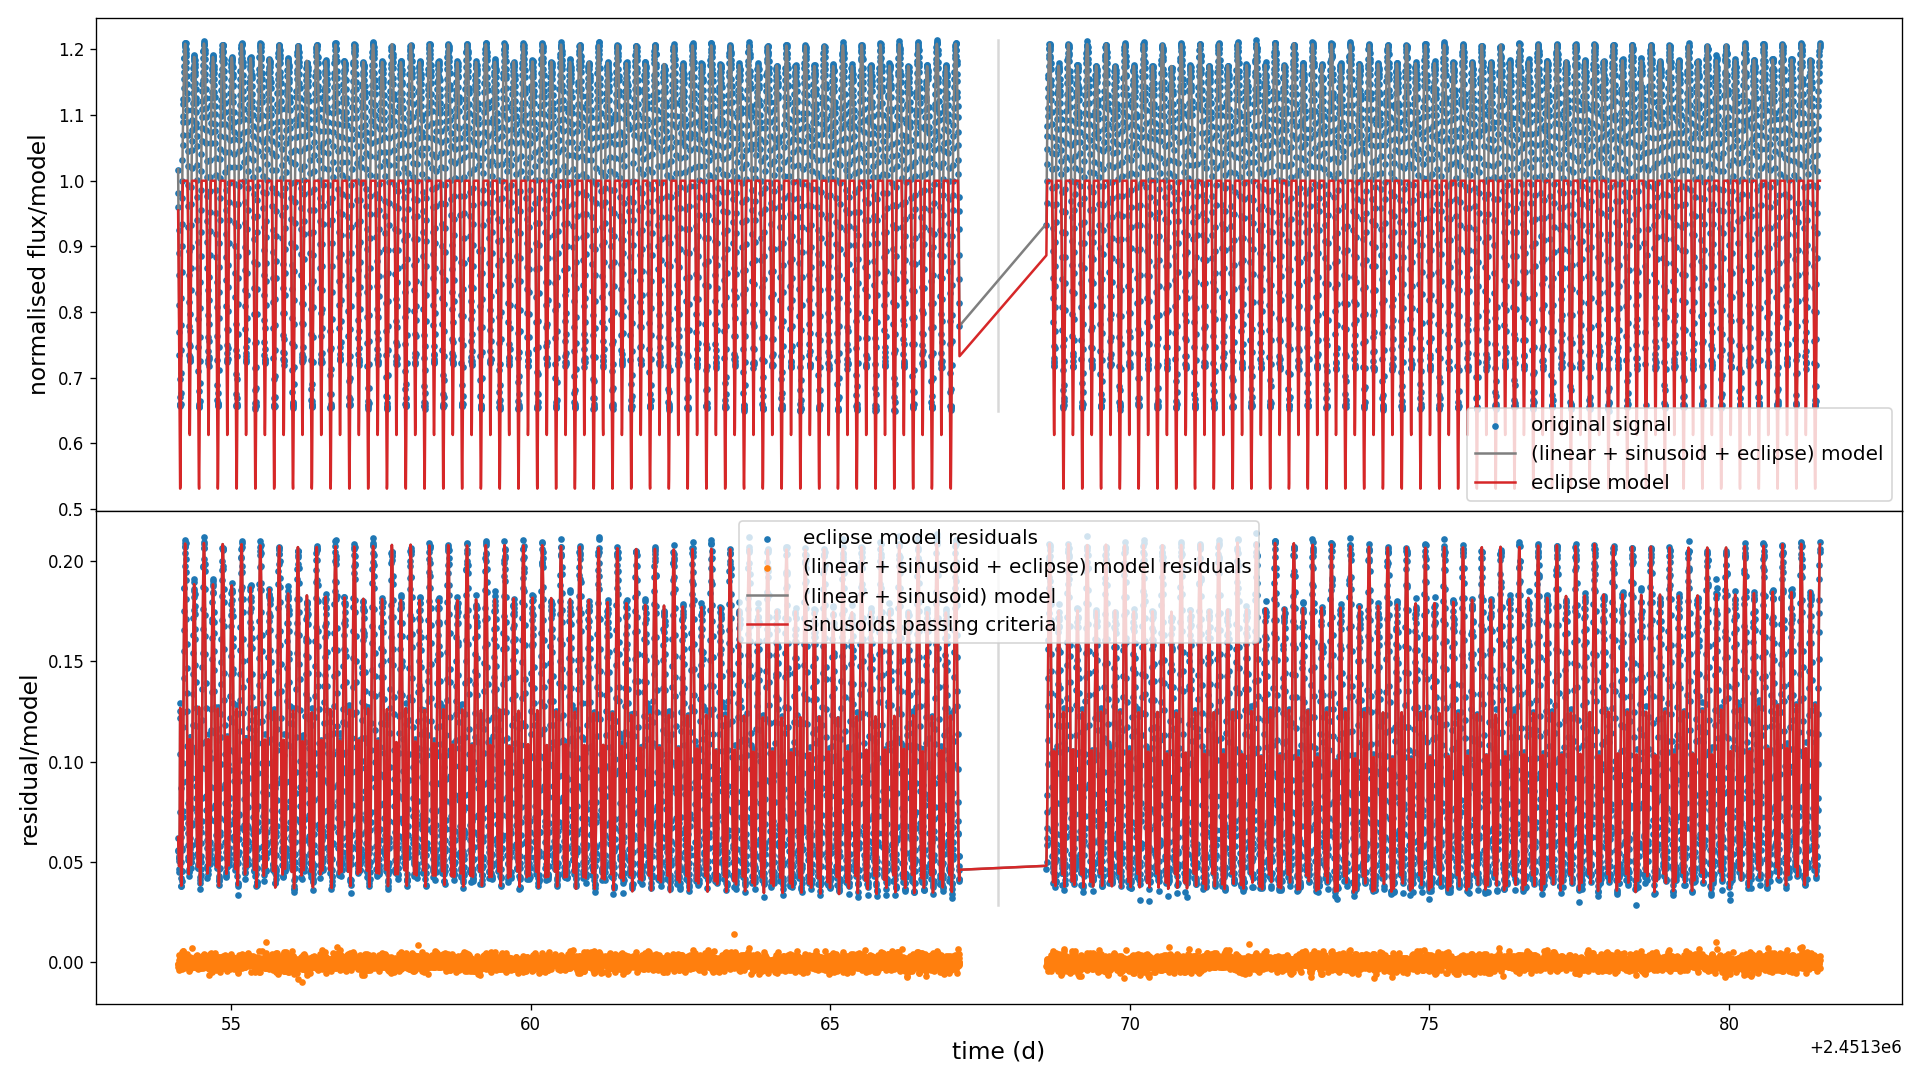 normalised flux/model
1.2
1.1
1.0
0.9
0.8
0.7
0.6
0.5
original signal
(linear + sinusoid + eclipse) model
eclipse model
residual/model
0.20
0.15
0.10
0.05
0.00
eclipse model residuals
(linear + sinusoid + eclipse) model residuals
(linear + sinusoid) model
sinusoids passing criteria
55
60
65
70
75
80
time (d)
+2.4513e6